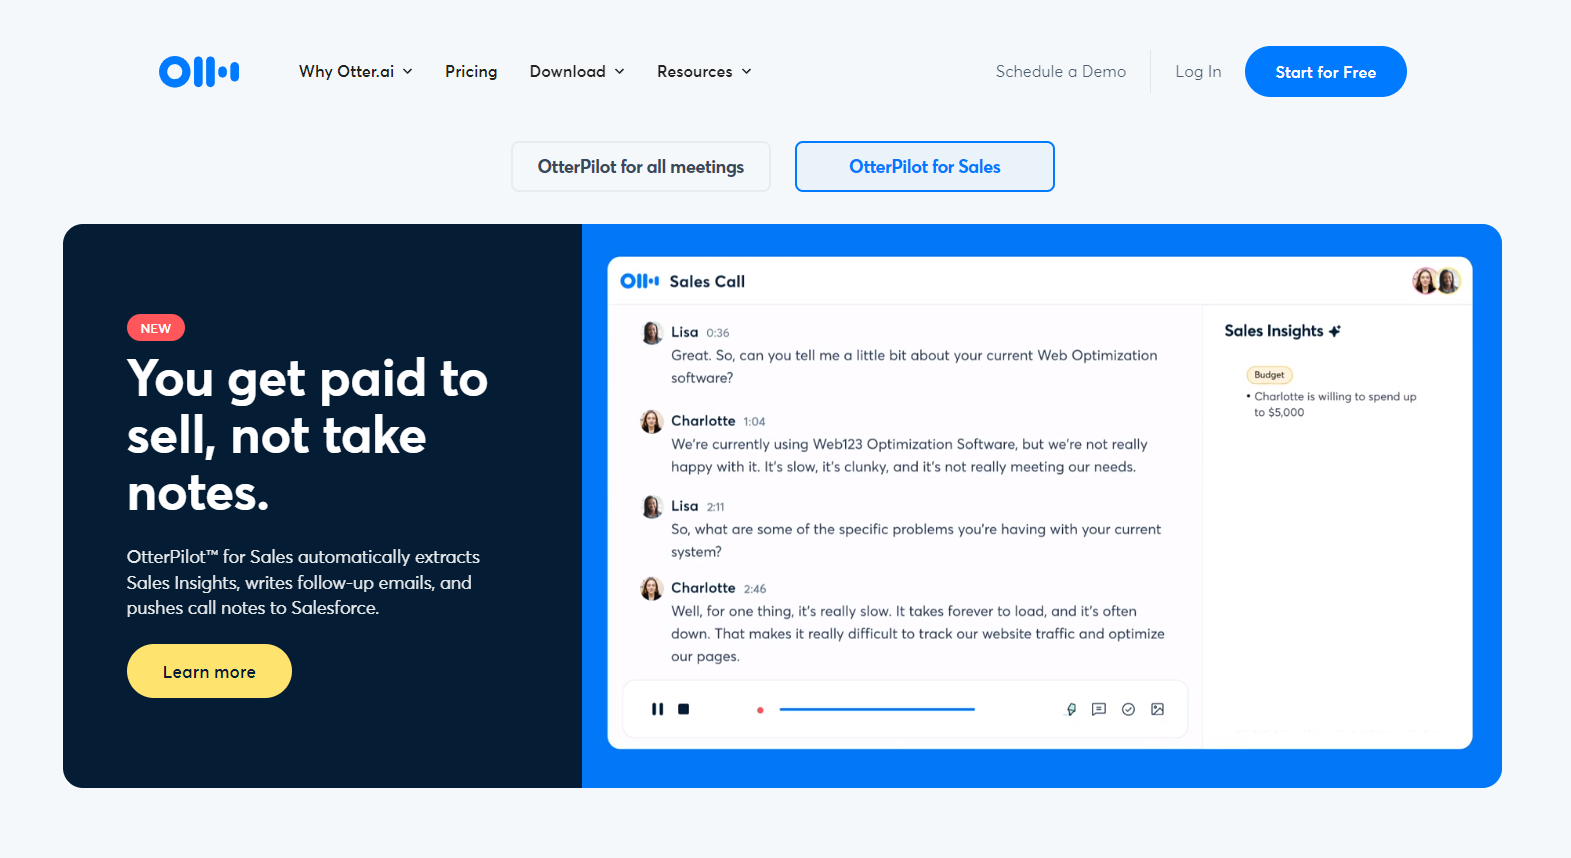 Why Otter.ai
Pricing
Download
Resources
Schedule a Demo
Log In
Start for Free
OtterPilot for all meetings
OtterPilot for Sales
NEW
You get paid to
sell, not take
notes.
OtterPilot™ for Sales automatically extracts
Sales Insights, writes follow-up emails, and
pushes call notes to Salesforce.
Learn more
Sales Call
Lisa 0:36
Great. So, can you tell me a little bit about your current Web Optimization
software?
Charlotte 1:04
We're currently using Web123 Optimization Software, but we're not really
happy with it. It's slow, it's clunky, and it's not really meeting our needs.
Lisa 2:11
So, what are some of the specific problems you're having with your current
system?
Charlotte 2:46
Well, for one thing, it's really slow. It takes forever to load, and it's often
down. That makes it really difficult to track our website traffic and optimize
our pages.
Sales Insights
Budget
• Charlotte is willing to spend up
to $5,000